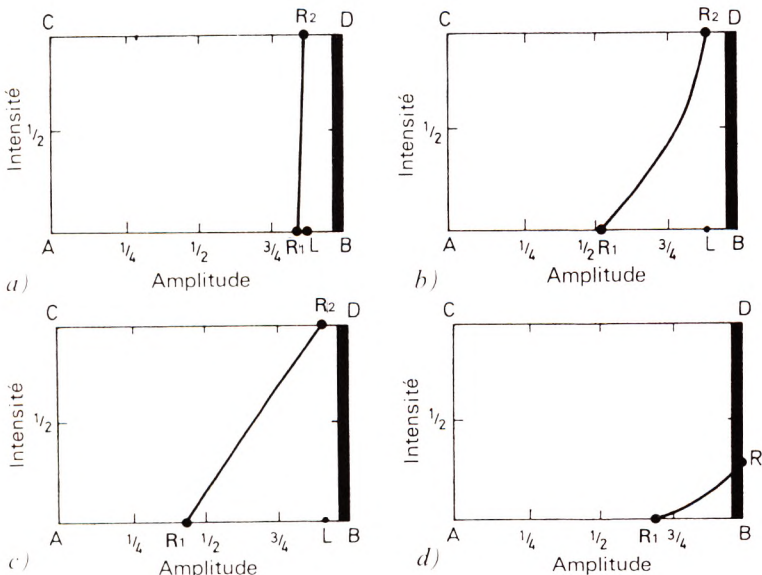 C R2 D
Intensité
1/2
A 1/4 1/2 3/4 R1 L B
a) Amplitude
C R2 D
Intensité
1/2
A 1/4 1/2 R1 3/4 L B
b) Amplitude
C R2 D
Intensité
1/2
A 1/4 R1 1/2 3/4 L B
c) Amplitude
C D
Intensité
1/2
R
A 1/4 1/2 R1 3/4 B
d) Amplitude